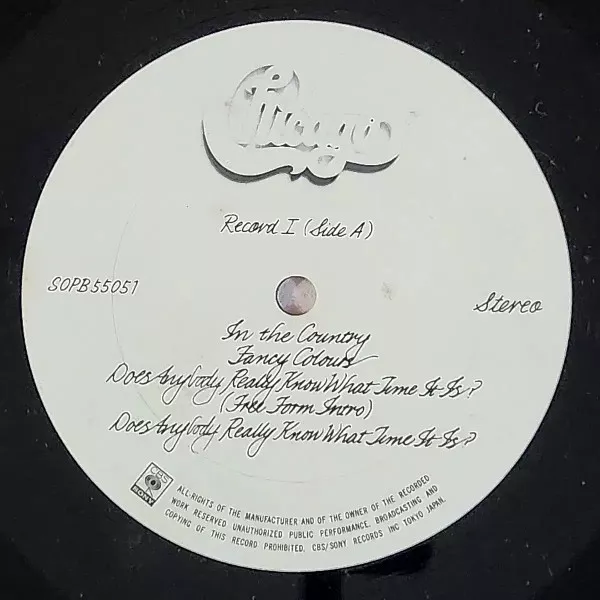 Chicago
Record I (Side A)
SOPB55051
Stereo
In the Country
Fancy Colours
Does Anybody Really Know What Time It Is?
(Free Form Intro)
Does Anybody Really Know What Time It Is?
CBS
SONY
ALL RIGHTS OF THE MANUFACTURER AND OF THE OWNER OF THE RECORDED
WORK RESERVED UNAUTHORIZED PUBLIC PERFORMANCE, BROADCASTING AND
COPYING OF THIS RECORD PROHIBITED. CBS/SONY RECORDS INC TOKYO JAPAN.